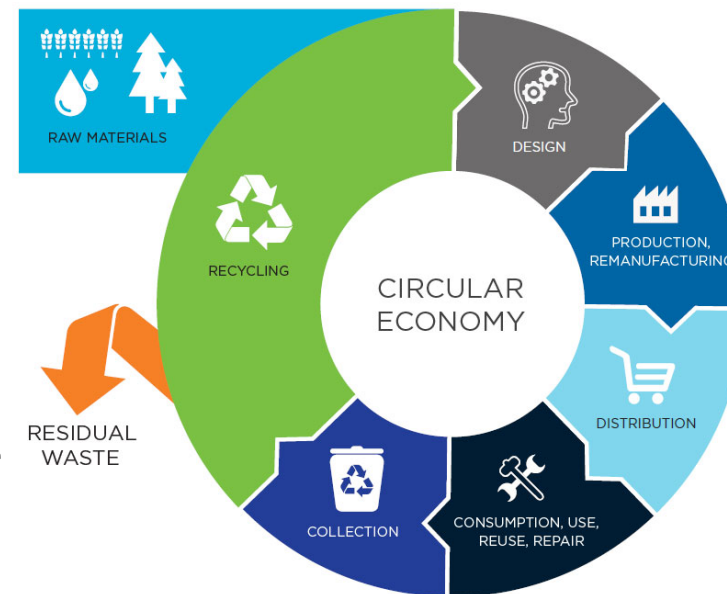 RAW MATERIALS
DESIGN
PRODUCTION,
REMANUFACTURING
DISTRIBUTION
CONSUMPTION, USE,
REUSE, REPAIR
COLLECTION
RECYCLING
RESIDUAL
WASTE
CIRCULAR
ECONOMY